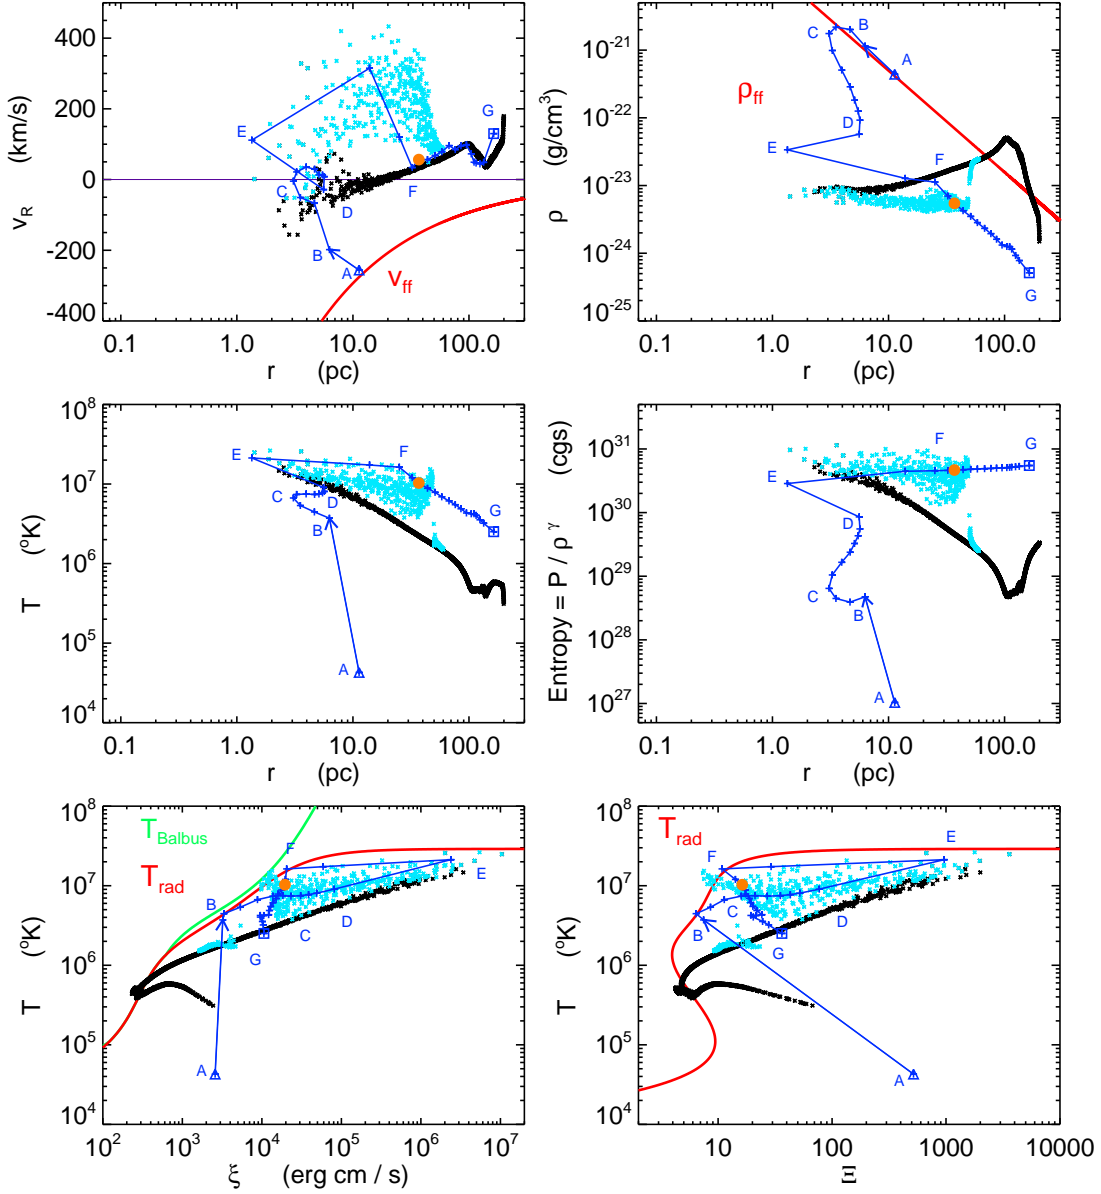 400
200
0
-200
-400
v_R (km/s)
E
C
D
F
G
B
A
v_ff
0.1 1.0 10.0 100.0
r (pc)
10^-21
10^-22
10^-23
10^-24
10^-25
ρ (g/cm^3)
C
B
A
ρ_ff
D
E
F
G
0.1 1.0 10.0 100.0
r (pc)
10^8
10^7
10^6
10^5
10^4
T (^oK)
E
F
C
D
B
G
A
0.1 1.0 10.0 100.0
r (pc)
10^31
10^30
10^29
10^28
10^27
Entropy = P / ρ^γ (cgs)
F
G
E
D
C
B
A
0.1 1.0 10.0 100.0
r (pc)
10^8
10^7
10^6
10^5
10^4
T (^oK)
T_Balbus
T_rad
F
E
B
D
C
G
A
10^2 10^3 10^4 10^5 10^6 10^7
ξ (erg cm / s)
10^8
10^7
10^6
10^5
10^4
T (^oK)
T_rad
E
F
C
D
B
G
A
10 100 1000 10000
Ξ